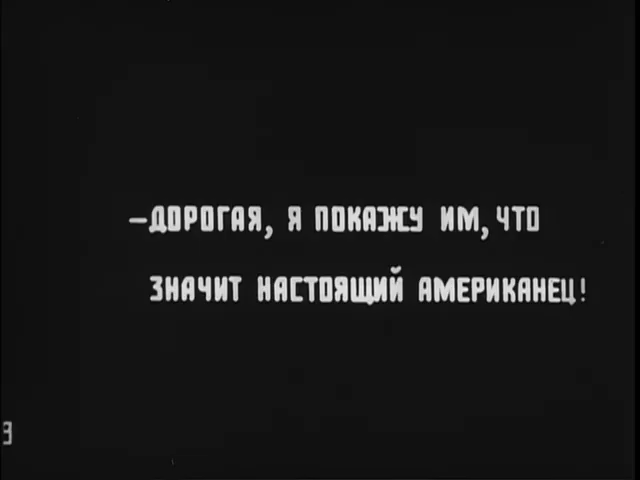 –ДОРОГАЯ, Я ПОКАЖУ ИМ, ЧТО
ЗНАЧИТ НАСТОЯЩИЙ АМЕРИКАНЕЦ!
З